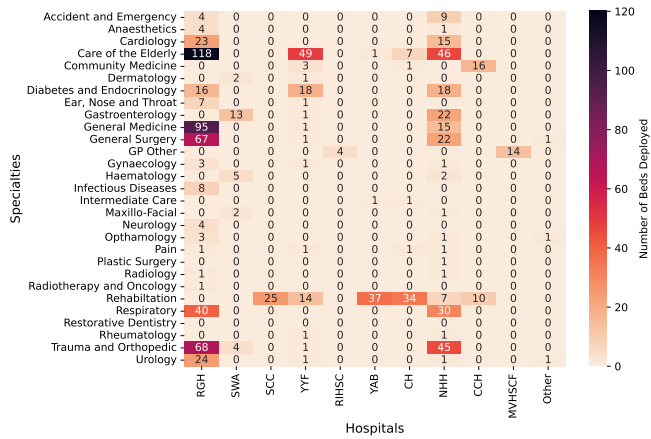 Accident and Emergency 4 0 0 0 0 0 0 9 0 0 0
Anaesthetics 4 0 0 0 0 0 0 1 0 0 0
Cardiology 23 0 0 0 0 0 0 15 0 0 0
Care of the Elderly 118 0 0 49 0 1 7 46 0 0 0
Community Medicine 0 0 0 3 0 0 1 0 16 0 0
Dermatology 0 2 0 1 0 0 0 0 0 0 0
Diabetes and Endocrinology 16 0 0 18 0 0 0 18 0 0 0
Ear, Nose and Throat 7 0 0 1 0 0 0 0 0 0 0
Gastroenterology 0 13 0 1 0 0 0 22 0 0 0
General Medicine 95 0 0 1 0 0 0 15 0 0 0
General Surgery 67 0 0 1 0 0 0 22 0 0 1
GP Other 0 0 0 0 4 0 0 0 0 14 0
Gynaecology 3 0 0 1 0 0 0 1 0 0 0
Haematology 0 5 0 0 0 0 0 2 0 0 0
Infectious Diseases 8 0 0 0 0 0 0 0 0 0 0
Intermediate Care 0 0 0 0 0 1 1 0 0 0 0
Maxillo-Facial 0 2 0 0 0 0 0 1 0 0 0
Neurology 4 0 0 0 0 0 0 0 0 0 0
Opthamology 3 0 0 1 0 0 0 1 0 0 1
Pain 1 0 0 1 0 0 1 1 0 0 0
Plastic Surgery 0 0 0 0 0 0 0 1 0 0 0
Radiology 1 0 0 0 0 0 0 1 0 0 0
Radiotherapy and Oncology 1 0 0 0 0 0 0 0 0 0 0
Rehabiltation 0 0 25 14 0 37 34 7 10 0 0
Respiratory 40 0 0 0 0 0 0 30 0 0 0
Restorative Dentistry 0 0 0 0 0 0 0 0 0 0 0
Rheumatology 0 0 0 1 0 0 0 1 0 0 0
Trauma and Orthopedic 68 4 0 1 0 0 0 45 0 0 0
Urology 24 0 0 1 0 0 0 1 0 0 1
RGH SWA SCC YYF RIHSC YAB CH NHH CCH MVHSCF Other
Hospitals
Specialties
120
100
80
60
40
20
0
Number of Beds Deployed